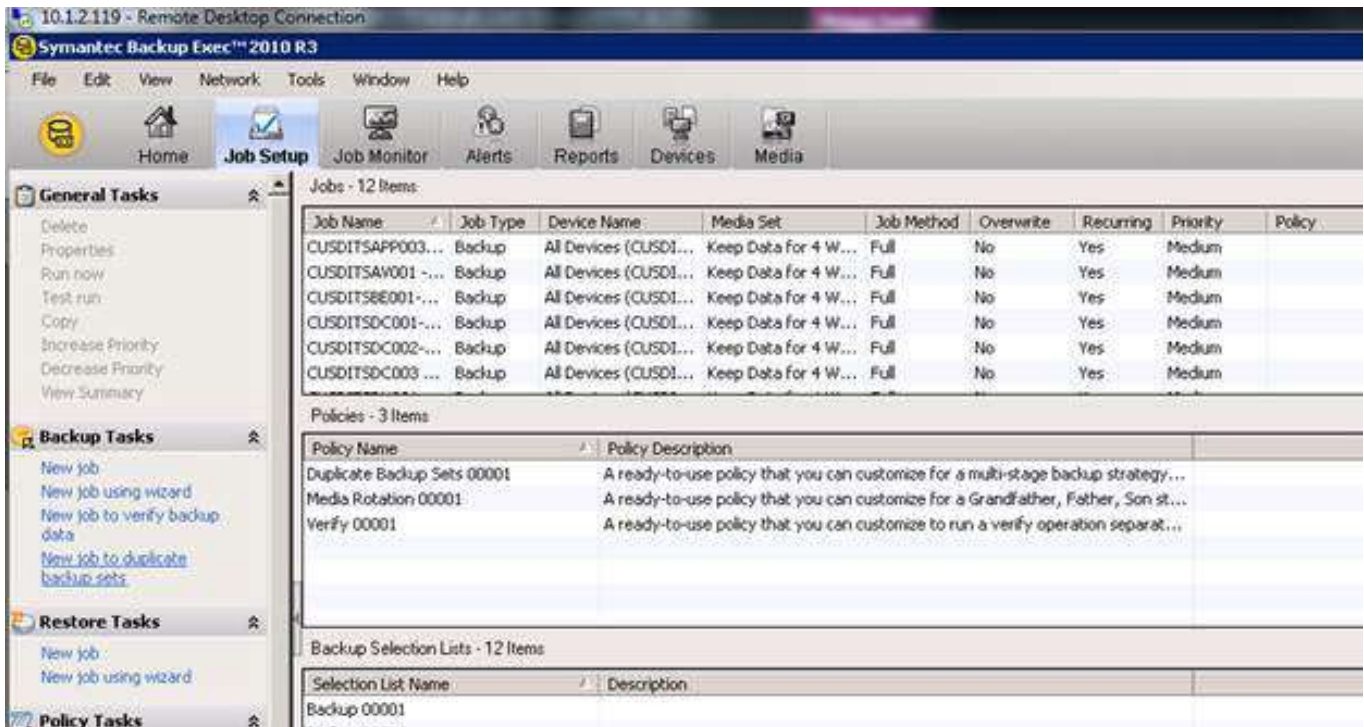 10.1.2.119 - Remote Desktop Connection
Symantec Backup Exec™ 2010 R3
File Edit View Network Tools Window Help
Home Job Setup Job Monitor Alerts Reports Devices Media
General Tasks
Delete
Properties
Run now
Test run
Copy
Increase Priority
Decrease Priority
View Summary
Backup Tasks
New job
New job using wizard
New job to verify backup
data
New job to duplicate
backup sets
Restore Tasks
New job
New job using wizard
Policy Tasks
Jobs - 12 Items
Job Name Job Type Device Name Media Set Job Method Overwrite Recurring Priority Policy
CUSDITSAPP003... Backup All Devices (CUSDI... Keep Data for 4 W... Full No Yes Medium
CUSDITSAV001 -... Backup All Devices (CUSDI... Keep Data for 4 W... Full No Yes Medium
CUSDITSBE001-... Backup All Devices (CUSDI... Keep Data for 4 W... Full No Yes Medium
CUSDITSDC001-... Backup All Devices (CUSDI... Keep Data for 4 W... Full No Yes Medium
CUSDITSDC002-... Backup All Devices (CUSDI... Keep Data for 4 W... Full No Yes Medium
CUSDITSDC003 ... Backup All Devices (CUSDI... Keep Data for 4 W... Full No Yes Medium
Policies - 3 Items
Policy Name Policy Description
Duplicate Backup Sets 00001 A ready-to-use policy that you can customize for a multi-stage backup strategy...
Media Rotation 00001 A ready-to-use policy that you can customize for a Grandfather, Father, Son st...
Verify 00001 A ready-to-use policy that you can customize to run a verify operation separat...
Backup Selection Lists - 12 Items
Selection List Name Description
Backup 00001